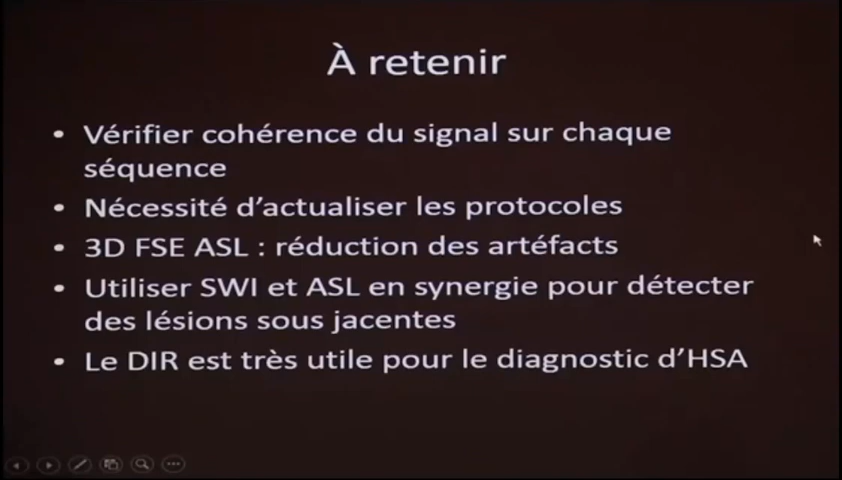 À retenir
• Vérifier cohérence du signal sur chaque
séquence
• Nécessité d'actualiser les protocoles
• 3D FSE ASL : réduction des artéfacts
• Utiliser SWI et ASL en synergie pour détecter
des lésions sous jacentes
• Le DIR est très utile pour le diagnostic d'HSA